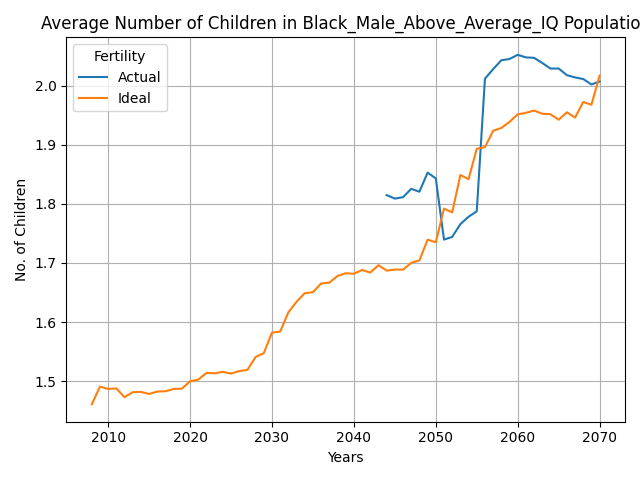 Average Number of Children in Black_Male_Above_Average_IQ Populatio
Fertility
Actual
Ideal
No. of Children
2.0
1.9
1.8
1.7
1.6
1.5
2010 2020 2030 2040 2050 2060 2070
Years